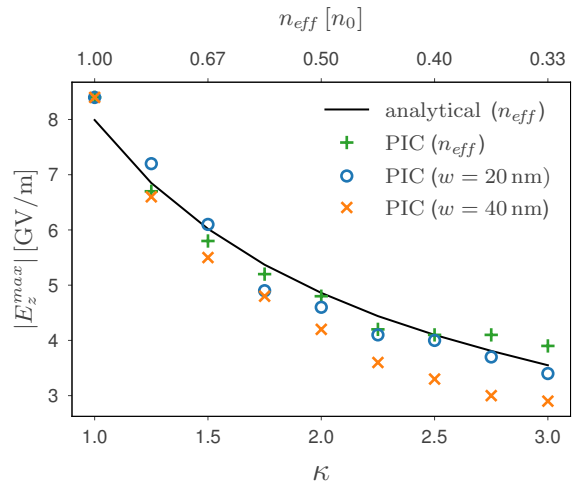 n_eff [n_0]
1.00 0.67 0.50 0.40 0.33
analytical (n_eff)
PIC (n_eff)
PIC (w = 20 nm)
PIC (w = 40 nm)
|E_z^max| [GV/m]
8
7
6
5
4
3
1.0 1.5 2.0 2.5 3.0
κ